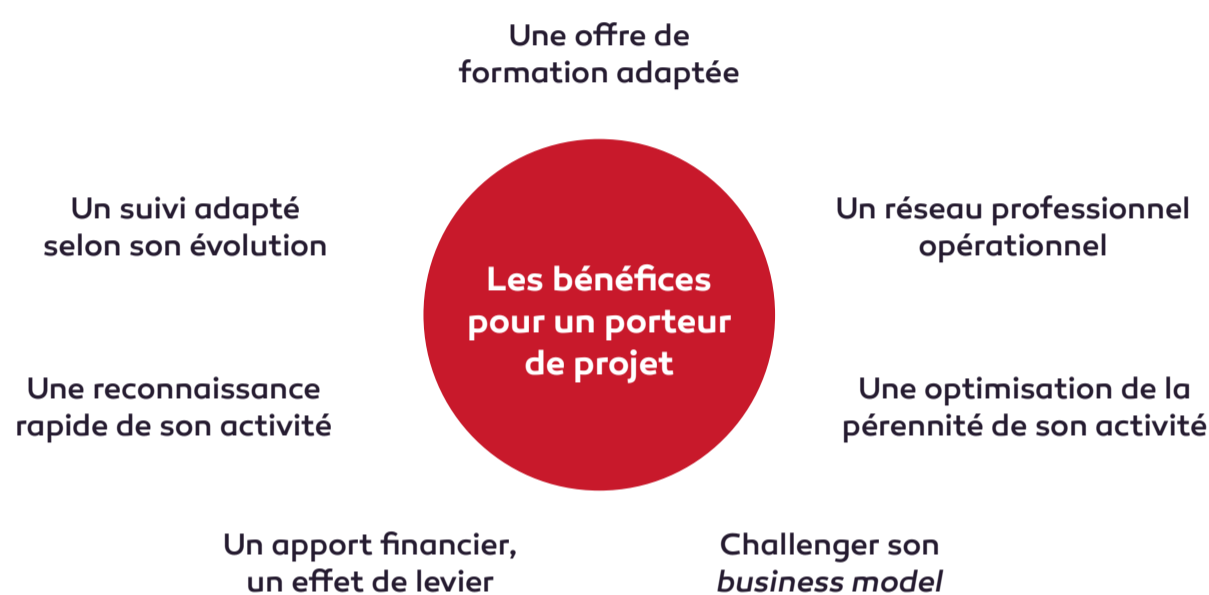 Une offre de
formation adaptée
Un suivi adapté
selon son évolution
Un réseau professionnel
opérationnel
Les bénéfices
pour un porteur
de projet
Une reconnaissance
rapide de son activité
Une optimisation de la
pérennité de son activité
Un apport financier,
un effet de levier
Challenger son
business model